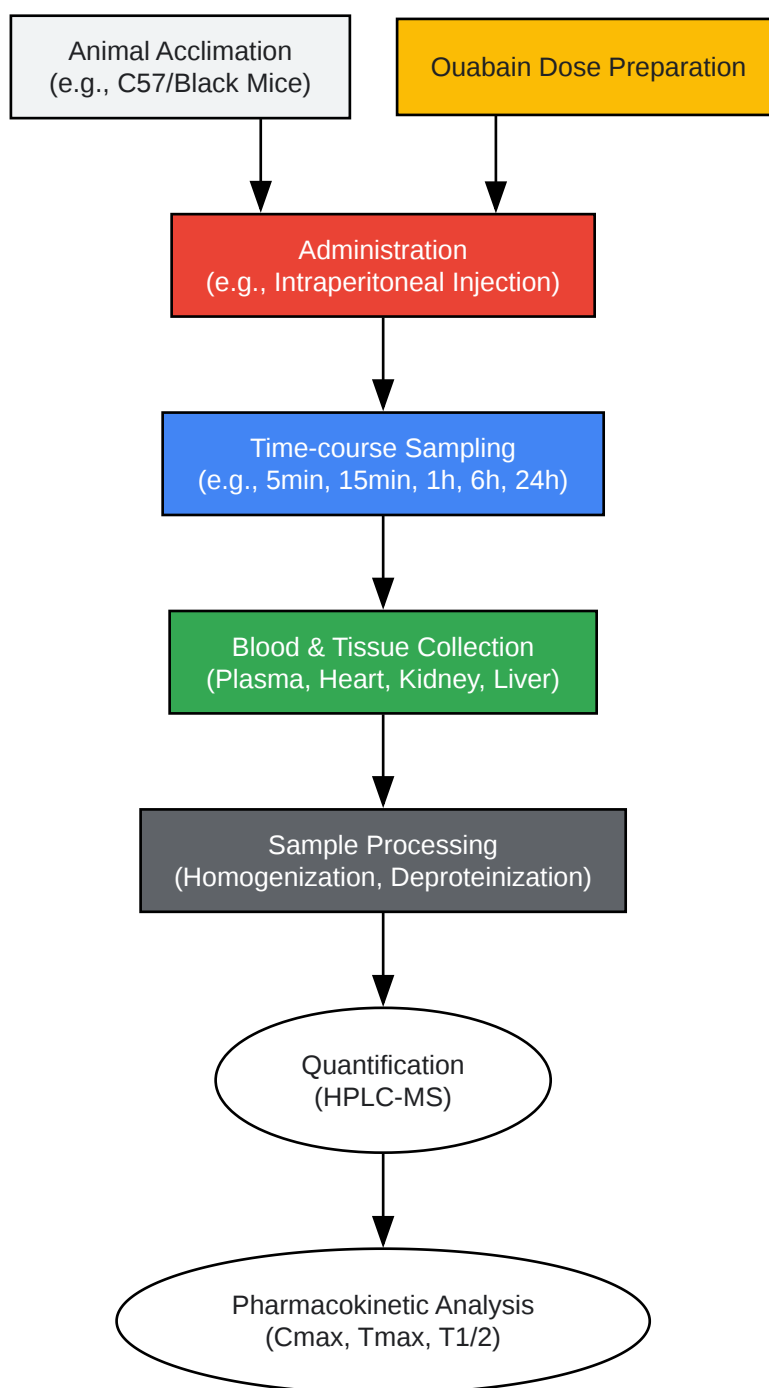 Animal Acclimation
(e.g., C57/Black Mice)
Ouabain Dose Preparation
Administration
(e.g., Intraperitoneal Injection)
Time-course Sampling
(e.g., 5min, 15min, 1h, 6h, 24h)
Blood & Tissue Collection
(Plasma, Heart, Kidney, Liver)
Sample Processing
(Homogenization, Deproteinization)
Quantification
(HPLC-MS)
Pharmacokinetic Analysis
(Cmax, Tmax, T1/2)